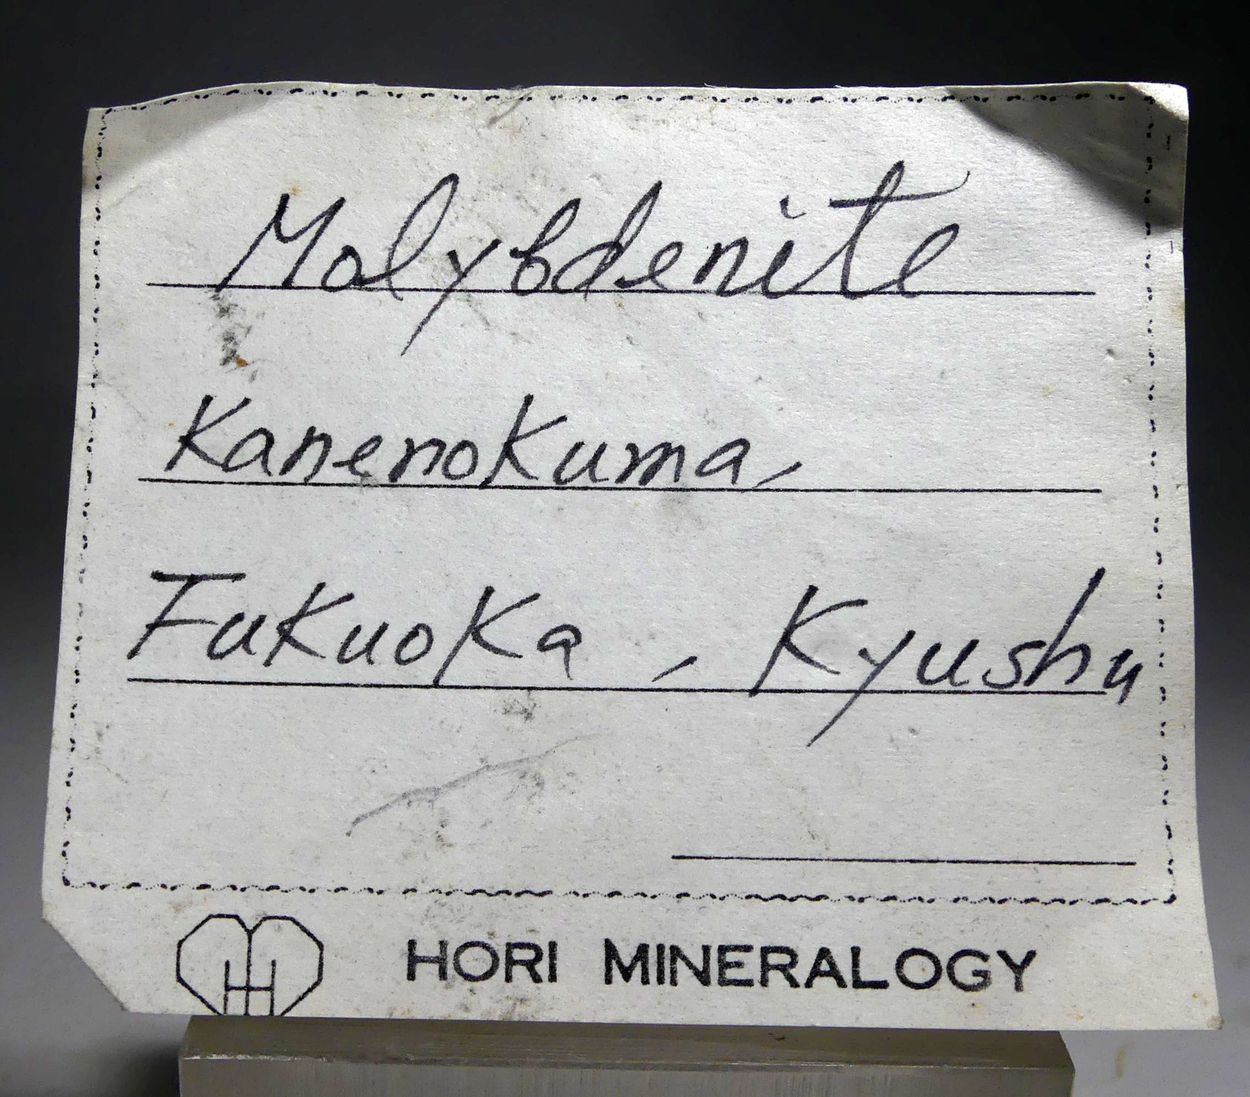 Molybdenite
Kanenokuma,
Fukuoka, Kyushu
HORI MINERALOGY